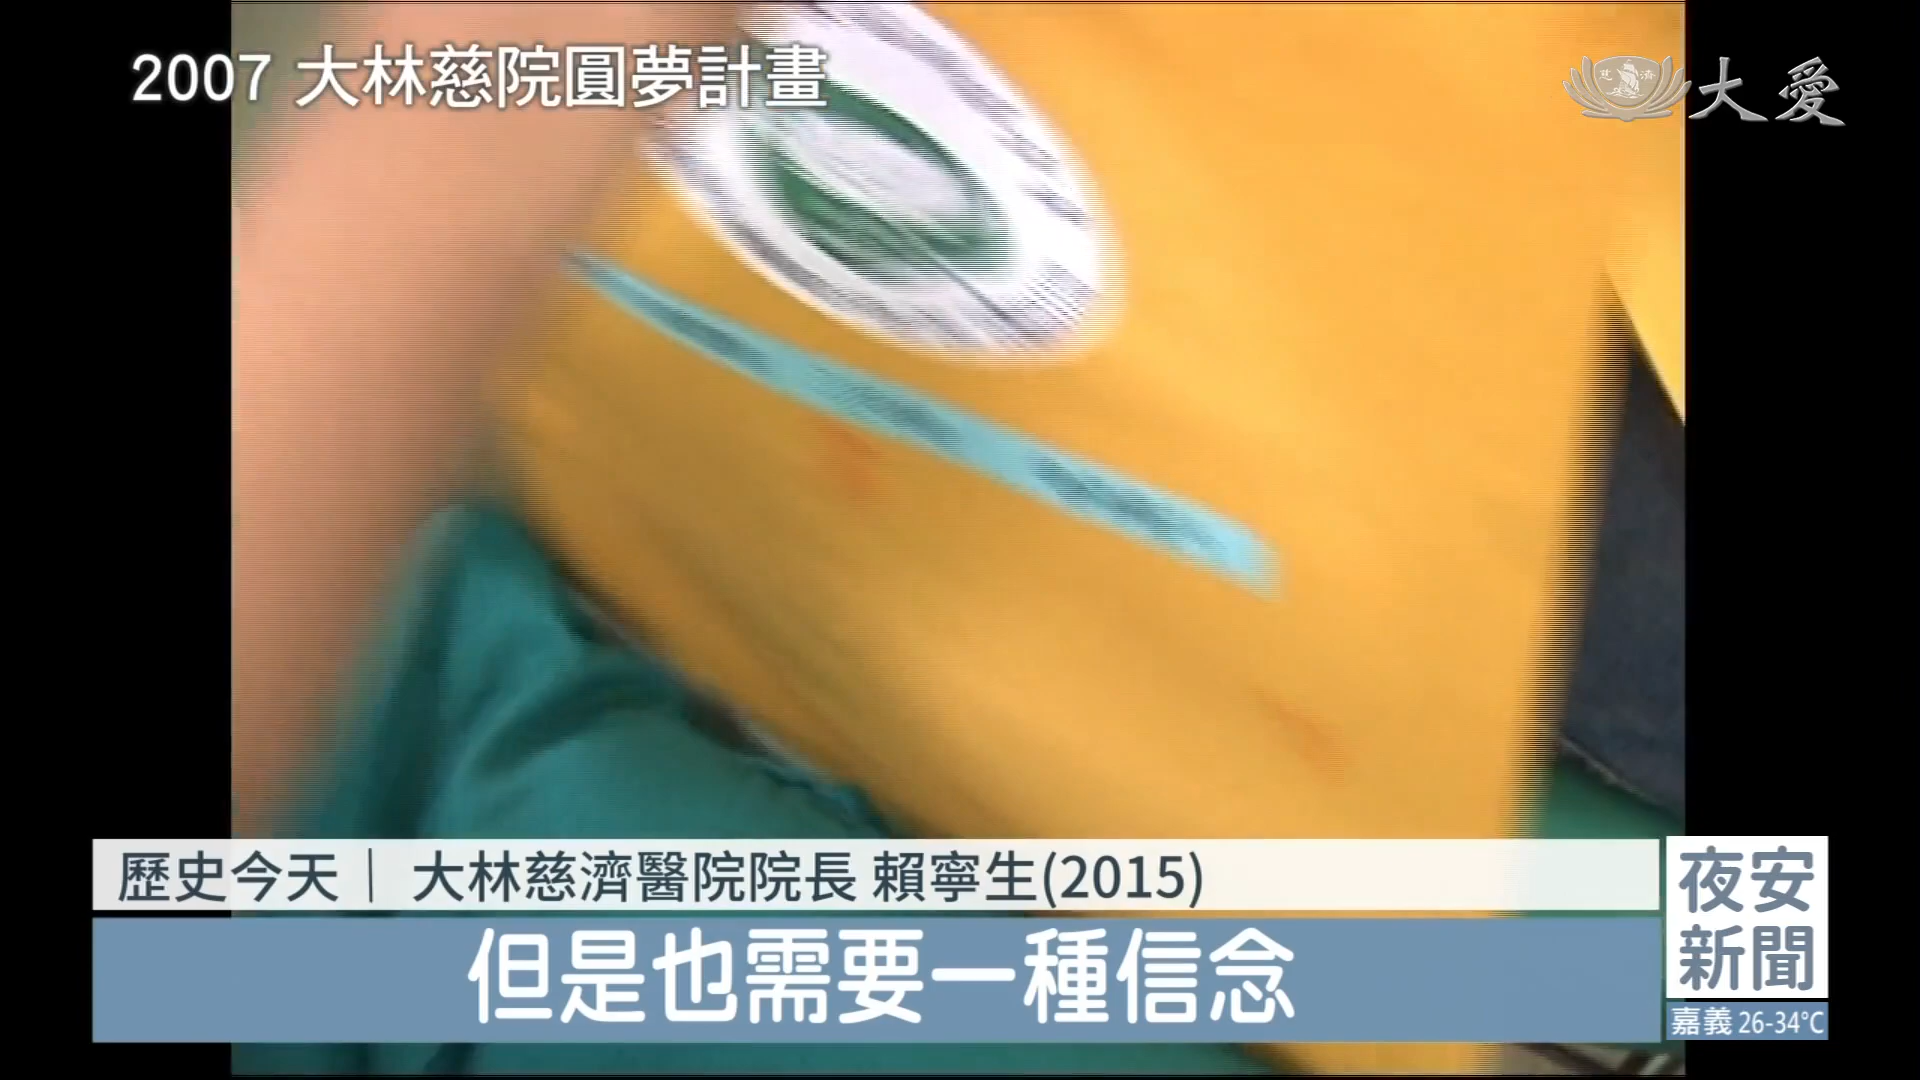 2007 大林慈院圓夢計畫
慈濟
大愛
歷史今天｜ 大林慈濟醫院院長 賴寧生(2015)
但是也需要一種信念
夜安
新聞
嘉義 26-34°C